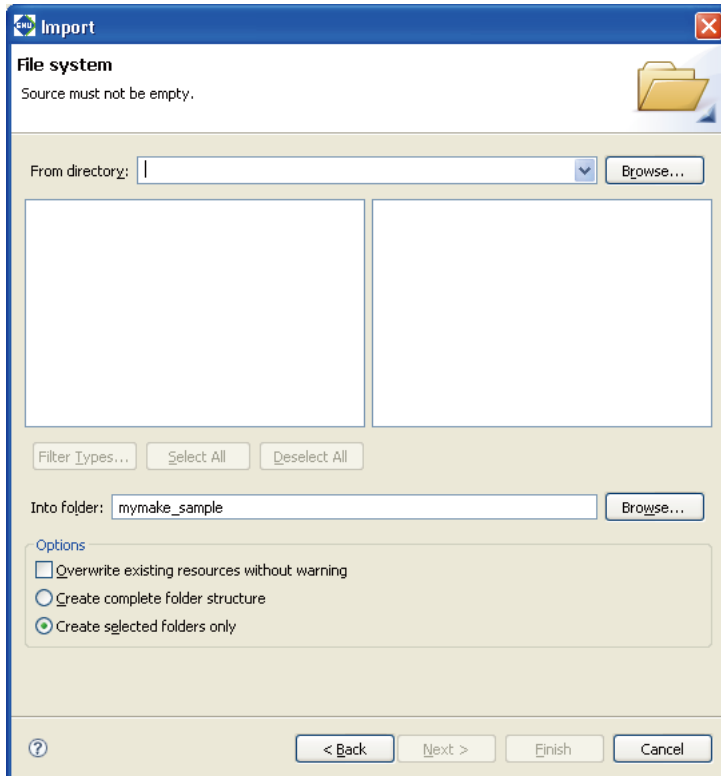 GNU Import
File system
Source must not be empty.
From directory: Browse...
Filter Types... Select All Deselect All
Into folder: mymake_sample Browse...
Options
Overwrite existing resources without warning
Create complete folder structure
Create selected folders only
? < Back Next > Finish Cancel